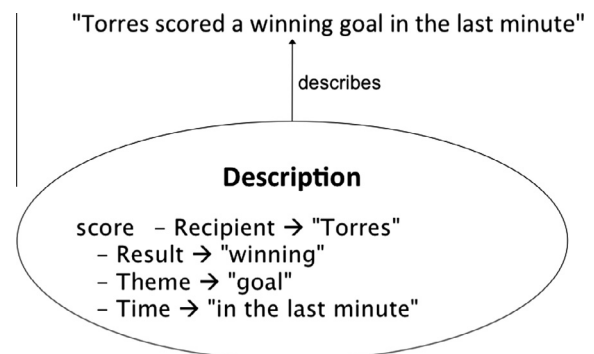 "Torres scored a winning goal in the last minute"
describes
Description
score – Recipient → "Torres"
– Result → "winning"
– Theme → "goal"
– Time → "in the last minute"